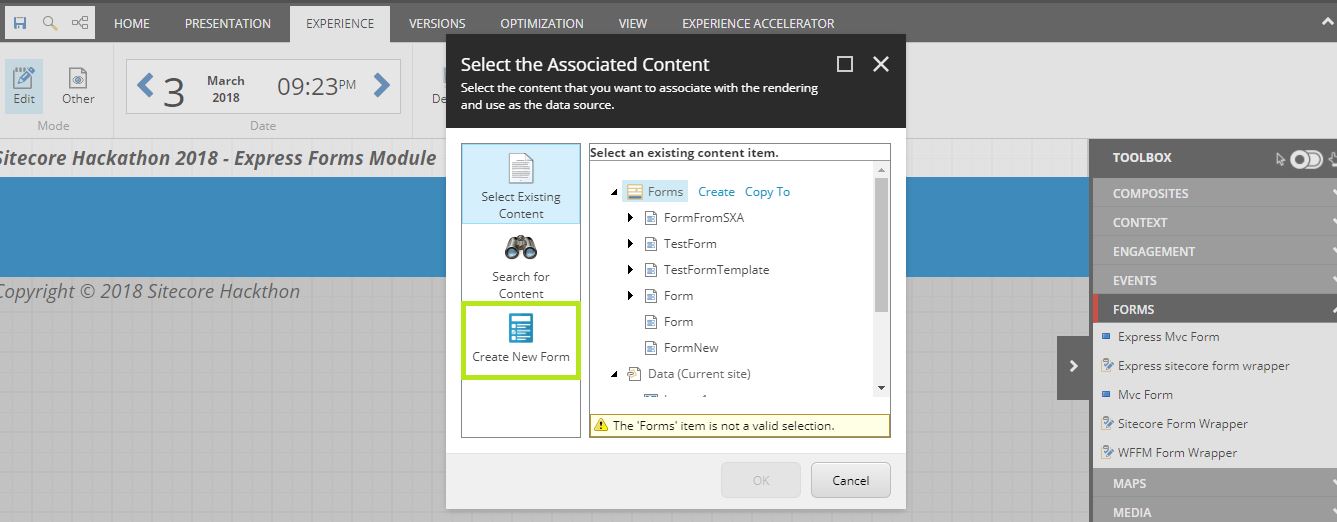 HOME PRESENTATION EXPERIENCE VERSIONS OPTIMIZATION VIEW EXPERIENCE ACCELERATOR
Edit
Other
Mode
3
March
2018
09:23PM
Date
Select the Associated Content
Select the content that you want to associate with the rendering
and use as the data source.
Sitecore Hackathon 2018 - Express Forms Module
Copyright © 2018 Sitecore Hackthon
Select Existing
Content
Search for
Content
Create New Form
Select an existing content item.
Forms Create Copy To
FormFromSXA
TestForm
TestFormTemplate
Form
Form
FormNew
Data (Current site)
The 'Forms' item is not a valid selection.
OK
Cancel
TOOLBOX
COMPOSITES
CONTEXT
ENGAGEMENT
EVENTS
FORMS
Express Mvc Form
Express sitecore form wrapper
Mvc Form
Sitecore Form Wrapper
WFFM Form Wrapper
MAPS
MEDIA